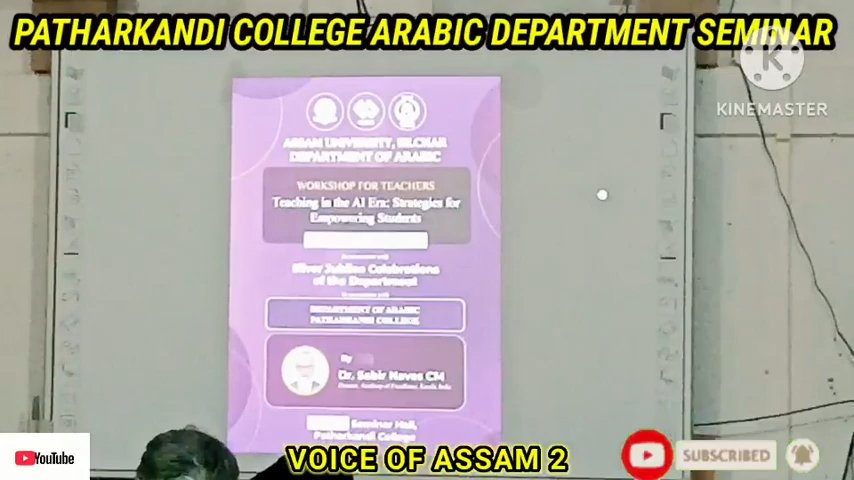 PATHARKANDI COLLEGE ARABIC DEPARTMENT SEMINAR
KINEMASTER
ASSAM UNIVERSITY, SILCHAR
DEPARTMENT OF ARABIC
WORKSHOP FOR TEACHERS
Teaching in the AI Era: Strategies for
Empowering Students
Silver Jubilee Celebrations
of the Department
DEPARTMENT OF ARABIC
PATHARKANDI COLLEGE
By
Dr. Sabir Navas CM
Seminar Hall,
Patharkandi College
YouTube
VOICE OF ASSAM 2
SUBSCRIBED